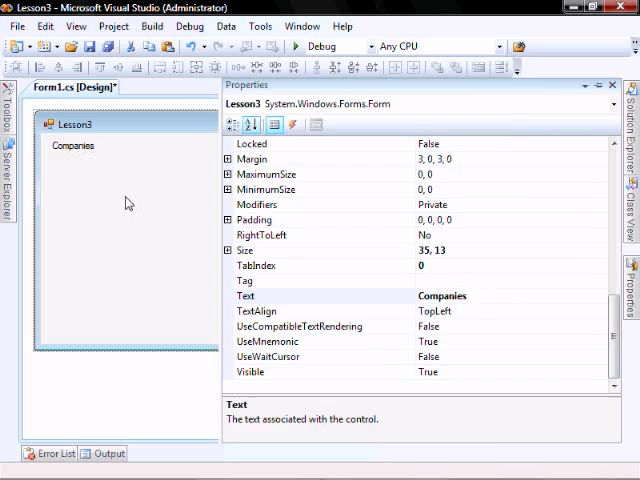 Lesson3 - Microsoft Visual Studio (Administrator)
File Edit View Project Build Debug Data Tools Window Help
Debug Any CPU
Form1.cs [Design]*
Toolbox
Server Explorer
Lesson3
Companies
Properties
Lesson3 System.Windows.Forms.Form
Locked False
Margin 3, 0, 3, 0
MaximumSize 0, 0
MinimumSize 0, 0
Modifiers Private
Padding 0, 0, 0, 0
RightToLeft No
Size 35, 13
TabIndex 0
Tag
Text Companies
TextAlign TopLeft
UseCompatibleTextRendering False
UseMnemonic True
UseWaitCursor False
Visible True
Text
The text associated with the control.
Solution Explorer
Class View
Properties
Error List Output